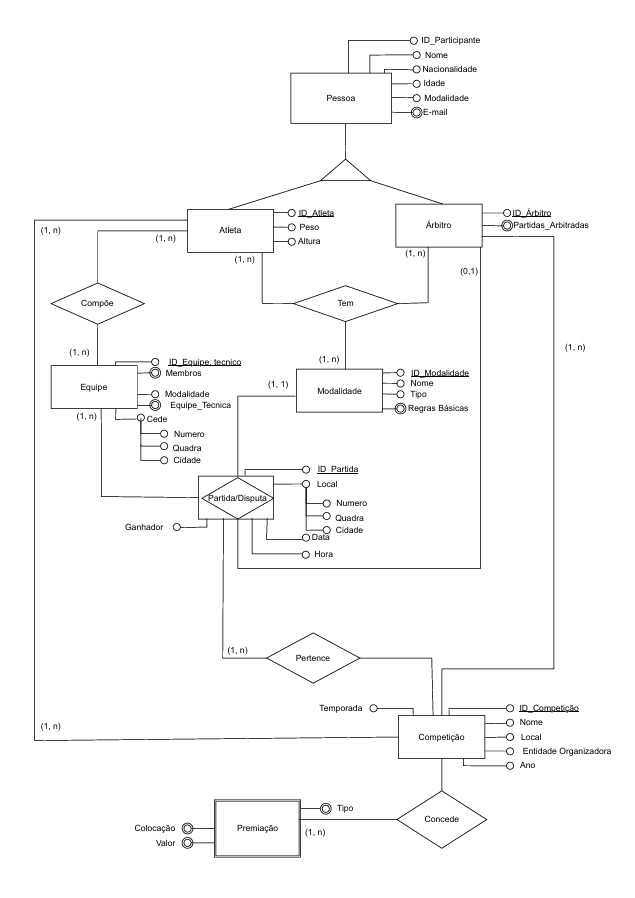 ID_Participante
Nome
Nacionalidade
Idade
Modalidade
E-mail
Pessoa
ID_Atleta
Peso
Altura
Atleta
ID_Árbitro
Partidas_Arbitradas
Árbitro
(1, n)
(1, n)
(1, n)
(1, n)
(0,1)
Compõe
Tem
(1, n)
(1, n)
(1, n)
ID_Equipe, tecnico
Membros
Equipe
Modalidade
Equipe_Tecnica
(1, n)
Cede
Numero
Quadra
Cidade
ID_Modalidade
Nome
Tipo
Regras Básicas
Modalidade
(1, 1)
ID_Partida
Local
Partida/Disputa
Numero
Quadra
Cidade
Ganhador
Data
Hora
(1, n)
Pertence
Temporada
ID_Competição
Nome
(1, n)
Competição
Local
Entidade Organizadora
Ano
Tipo
Colocação
Premiação
(1, n)
Concede
Valor